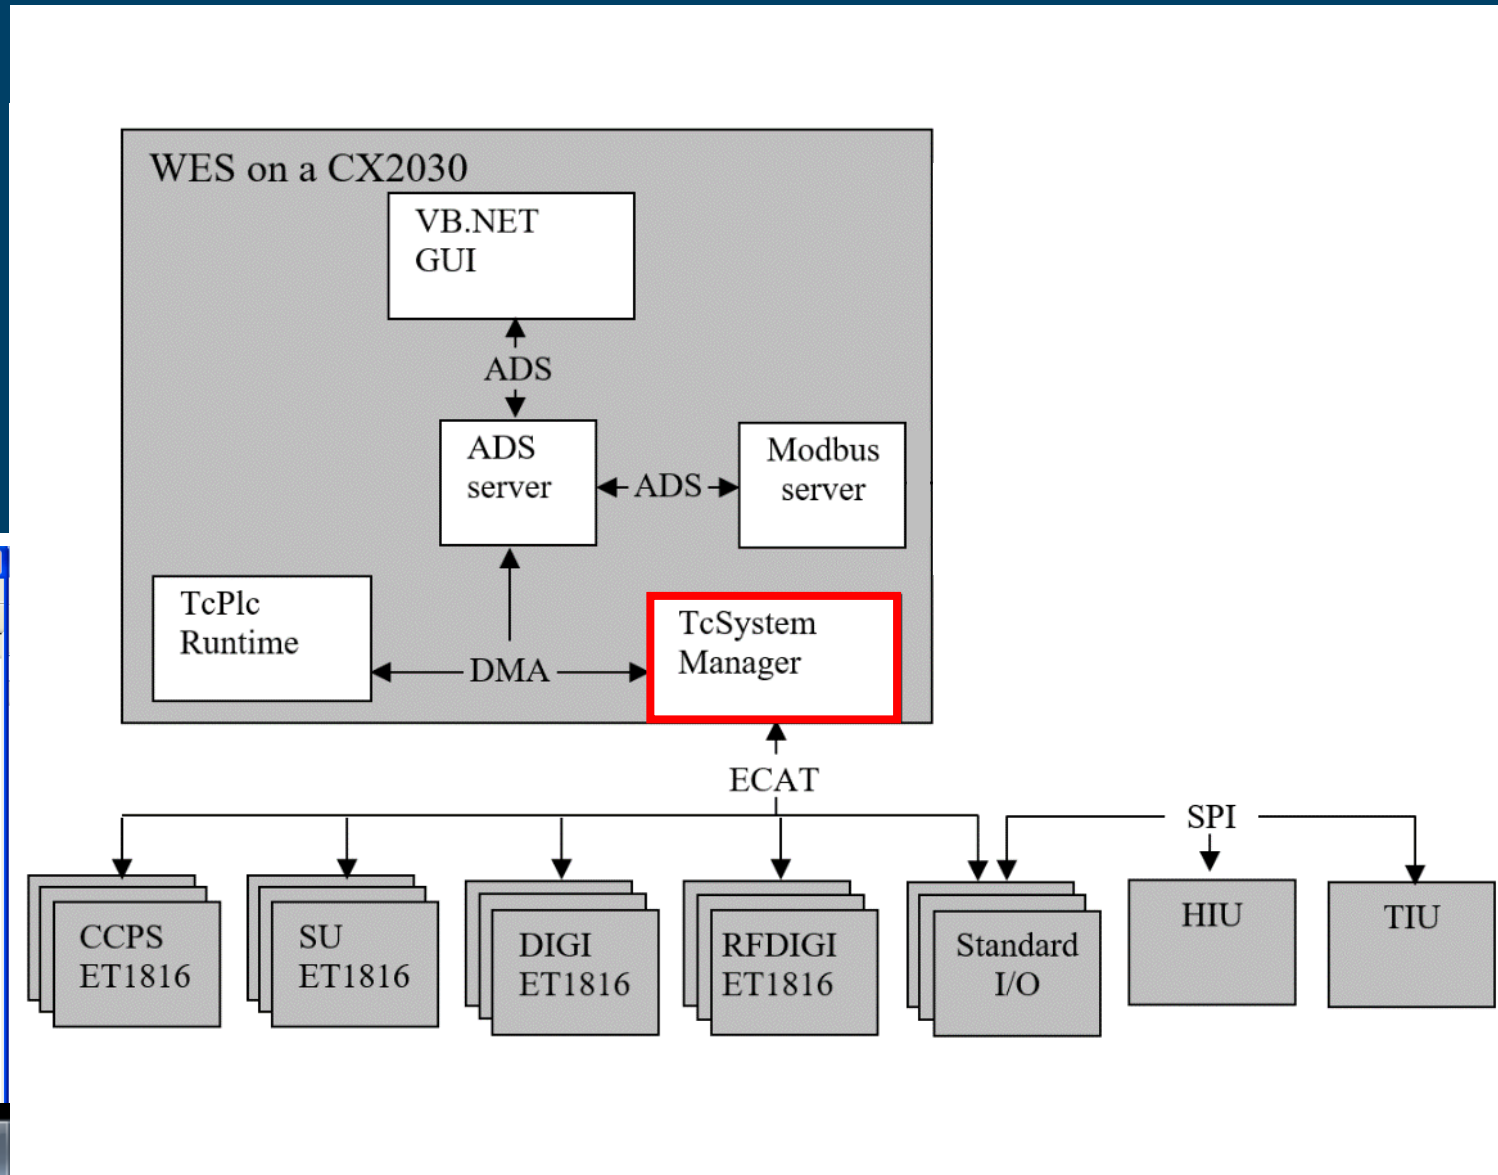 WES on a CX2030
VB.NET
GUI
ADS
ADS
server
ADS
Modbus
server
TcPlc
Runtime
DMA
TcSystem
Manager
ECAT
SPI
CCPS
ET1816
SU
ET1816
DIGI
ET1816
RFDIGI
ET1816
Standard
I/O
HIU
TIU